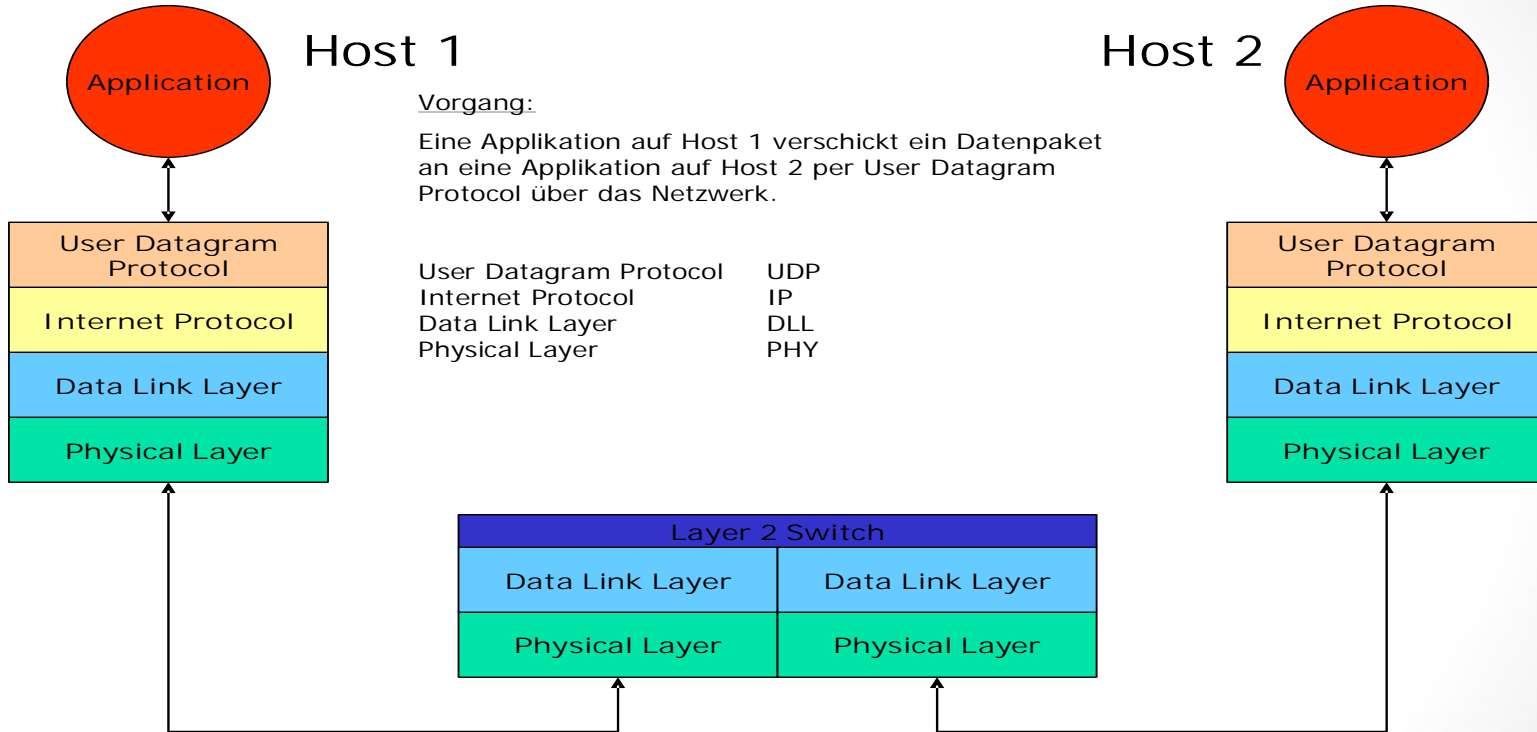 Host 1
Host 2
Application
Application
Vorgang:
Eine Applikation auf Host 1 verschickt ein Datenpaket
an eine Applikation auf Host 2 per User Datagram
Protocol über das Netzwerk.
User Datagram
Protocol
Internet Protocol
Data Link Layer
Physical Layer
User Datagram Protocol UDP
Internet Protocol IP
Data Link Layer DLL
Physical Layer PHY
User Datagram
Protocol
Internet Protocol
Data Link Layer
Physical Layer
Layer 2 Switch
Data Link Layer Data Link Layer
Physical Layer Physical Layer